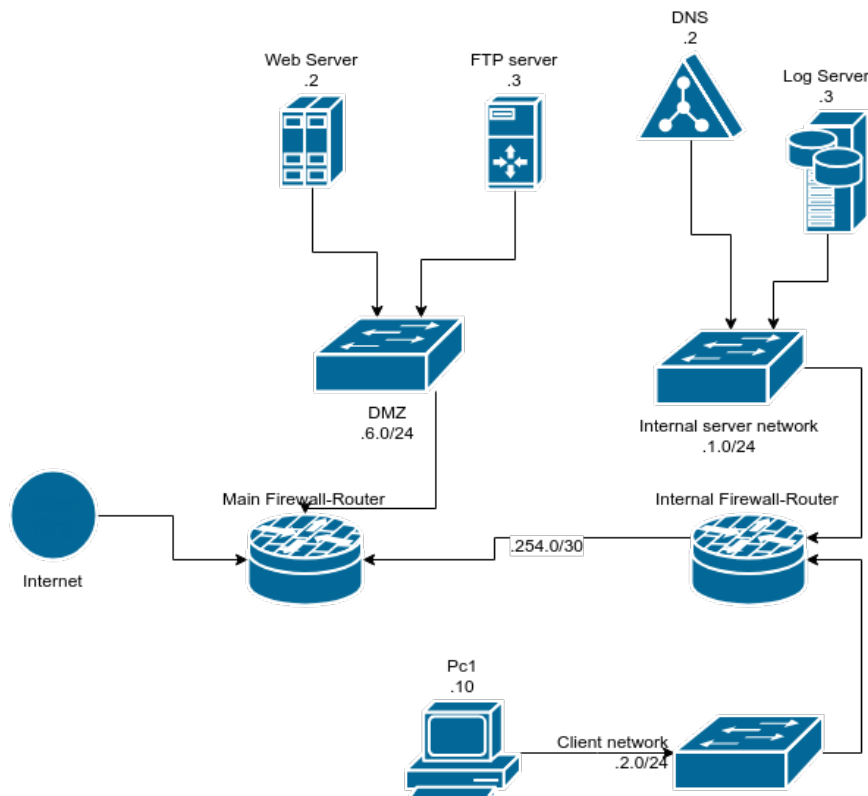 DNS
.2
Web Server
.2
FTP server
.3
Log Server
.3
DMZ
.6.0/24
Internal server network
.1.0/24
Main Firewall-Router
Internal Firewall-Router
.254.0/30
Internet
Pc1
.10
Client network
.2.0/24